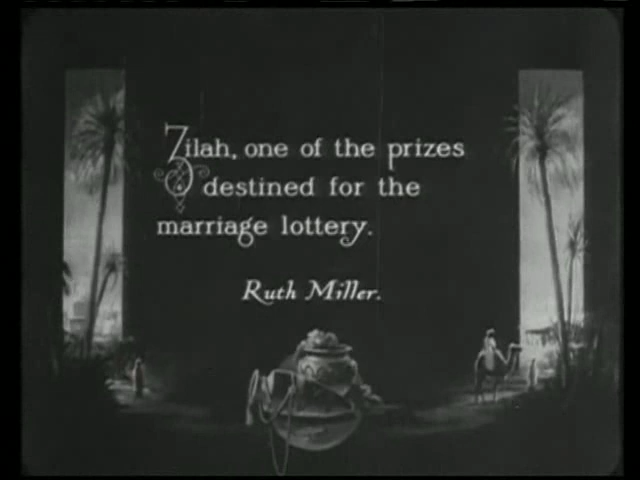 Zilah, one of the prizes
destined for the
marriage lottery.
Ruth Miller.